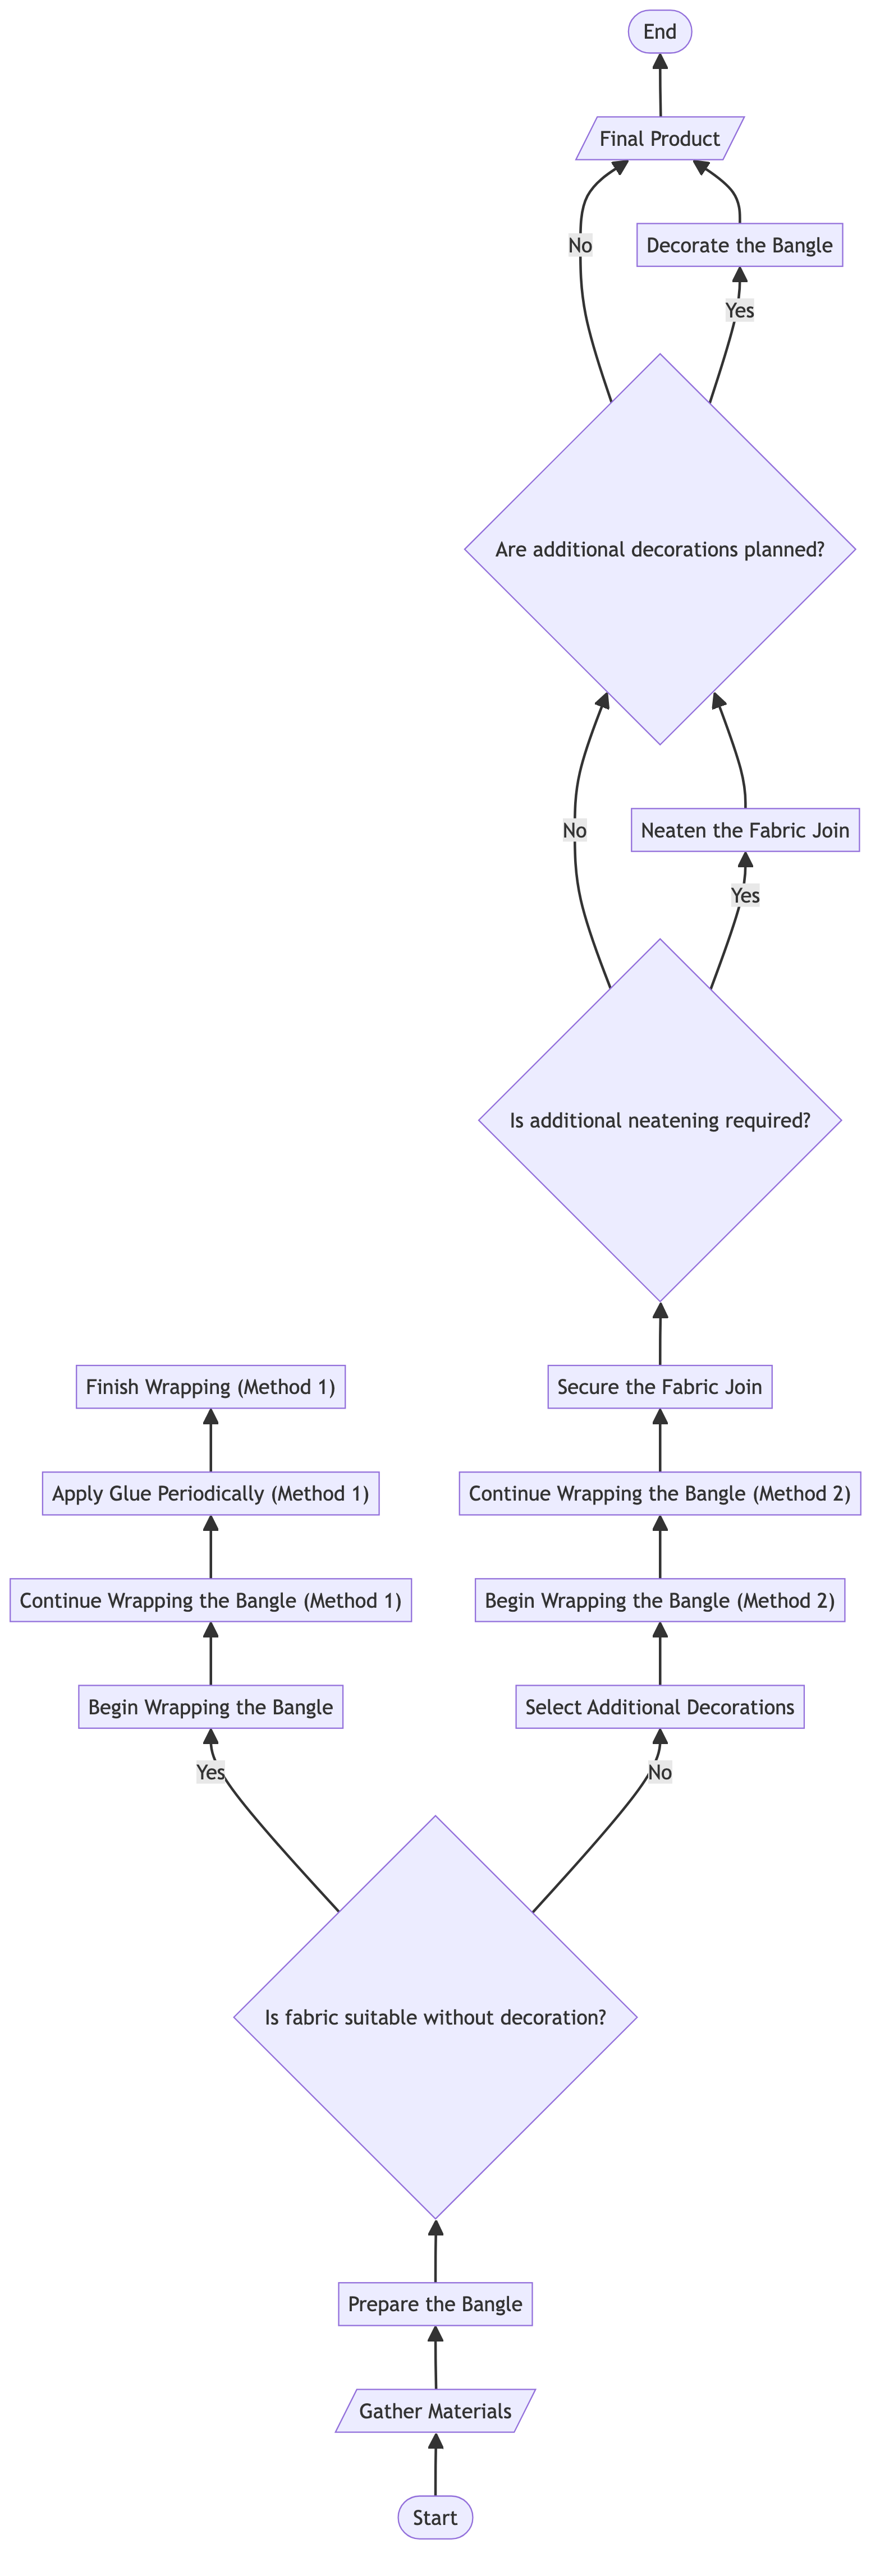 End
Final Product
No
Decorate the Bangle
Yes
Are additional decorations planned?
No
Neaten the Fabric Join
Yes
Is additional neatening required?
Finish Wrapping (Method 1)
Secure the Fabric Join
Apply Glue Periodically (Method 1)
Continue Wrapping the Bangle (Method 2)
Continue Wrapping the Bangle (Method 1)
Begin Wrapping the Bangle (Method 2)
Begin Wrapping the Bangle
Select Additional Decorations
Yes
No
Is fabric suitable without decoration?
Prepare the Bangle
Gather Materials
Start